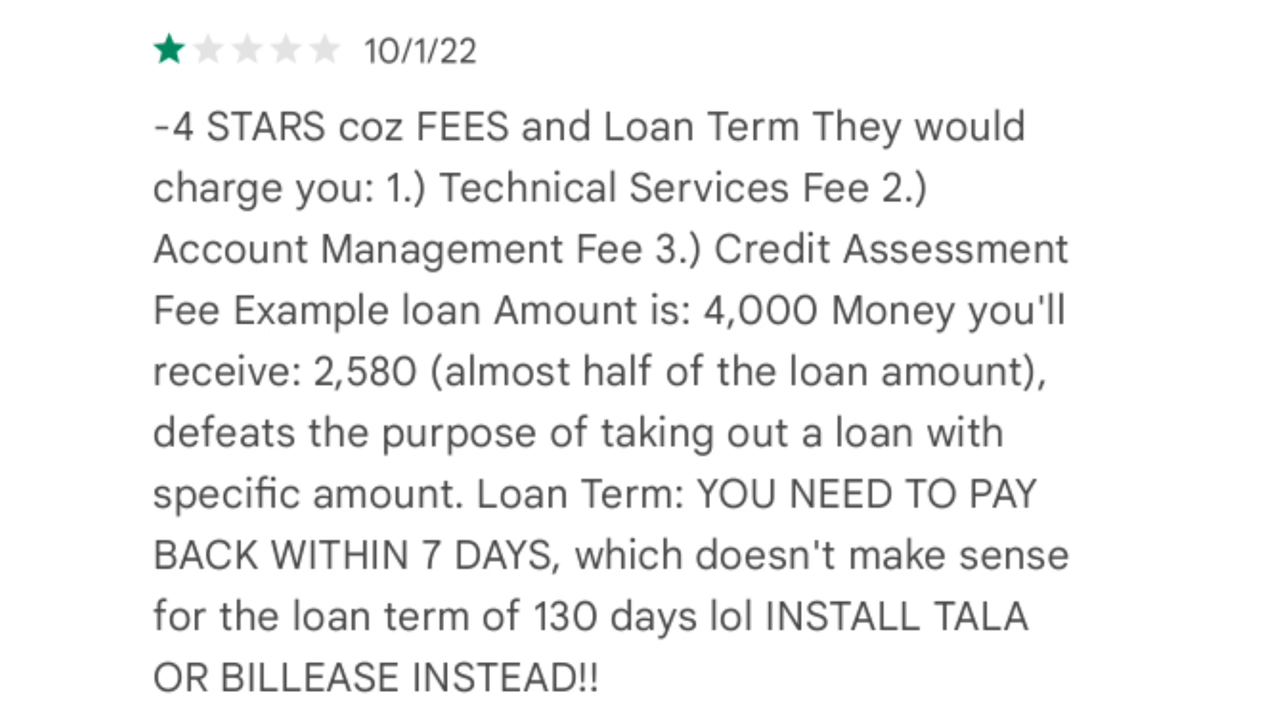 10/1/22
-4 STARS coz FEES and Loan Term They would
charge you: 1.) Technical Services Fee 2.)
Account Management Fee 3.) Credit Assessment
Fee Example loan Amount is: 4,000 Money you'll
receive: 2,580 (almost half of the loan amount),
defeats the purpose of taking out a loan with
specific amount. Loan Term: YOU NEED TO PAY
BACK WITHIN 7 DAYS, which doesn't make sense
for the loan term of 130 days lol INSTALL TALA
OR BILLEASE INSTEAD!!